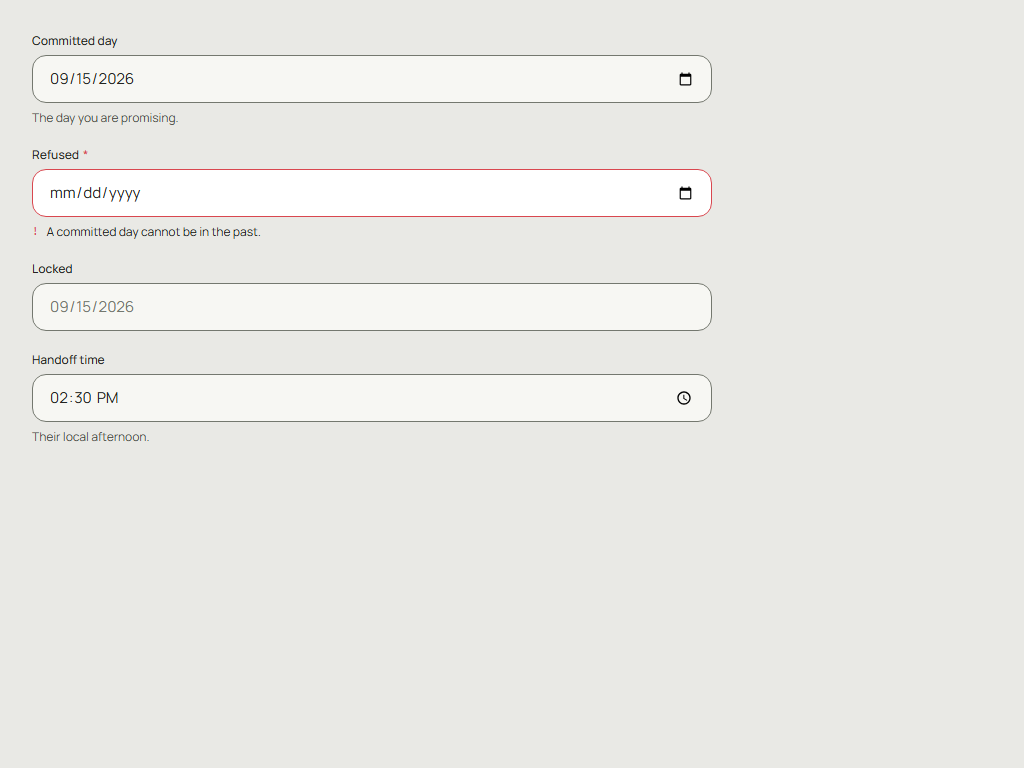 Committed day
09/15/2026
The day you are promising.
Refused *
mm/dd/yyyy
! A committed day cannot be in the past.
Locked
09/15/2026
Handoff time
02:30 PM
Their local afternoon.